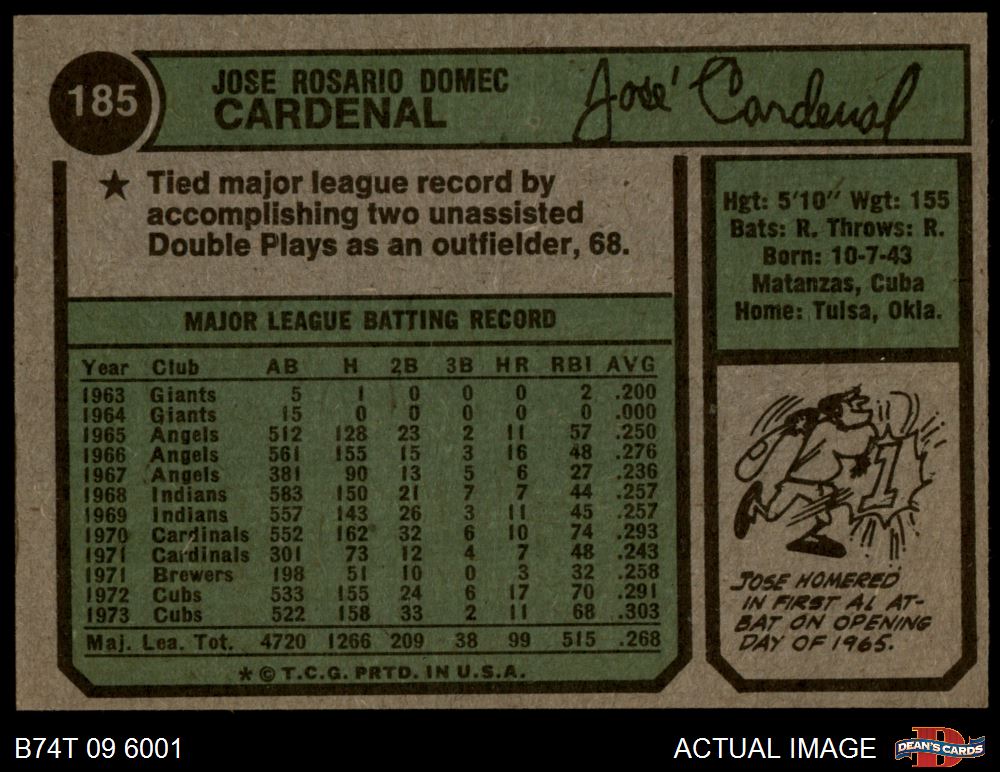 185
JOSE ROSARIO DOMEC
CARDENAL
José Cardenal
★ Tied major league record by
accomplishing two unassisted
Double Plays as an outfielder, 68.
Hgt: 5'10" Wgt: 155
Bats: R. Throws: R.
Born: 10-7-43
Matanzas, Cuba
Home: Tulsa, Okla.
MAJOR LEAGUE BATTING RECORD
Year Club AB H 2B 3B HR RBI AVG
1963 Giants 5 1 0 0 0 2 .200
1964 Giants 15 0 0 0 0 0 .000
1965 Angels 512 128 23 2 11 57 .250
1966 Angels 561 155 15 3 16 48 .276
1967 Angels 381 90 13 5 6 27 .236
1968 Indians 583 150 21 7 7 44 .257
1969 Indians 557 143 26 3 11 45 .257
1970 Cardinals 552 162 32 6 10 74 .293
1971 Cardinals 301 73 12 4 7 48 .243
1971 Brewers 198 51 10 0 3 32 .258
1972 Cubs 533 155 24 6 17 70 .291
1973 Cubs 522 158 33 2 11 68 .303
Maj. Lea. Tot. 4720 1266 209 38 99 515 .268
* © T.C.G. PRTD. IN U.S.A.
1
JOSE HOMERED
IN FIRST AL AT-
BAT ON OPENING
DAY OF 1965.
B74T 09 6001
ACTUAL IMAGE
D
DEAN'S CARDS